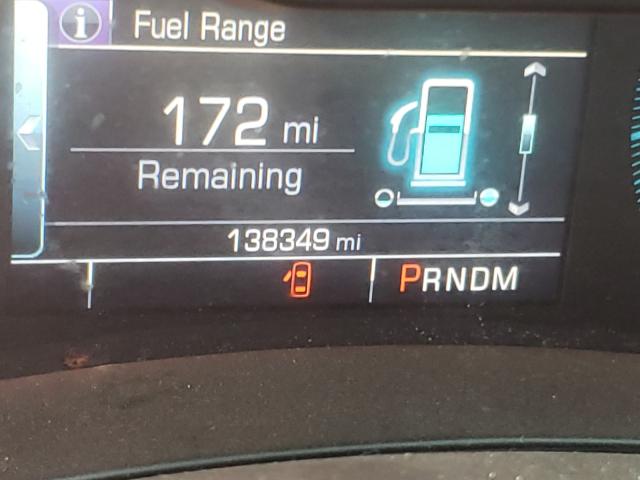 i Fuel Range
172 mi
Remaining
138349 mi
PRNDM